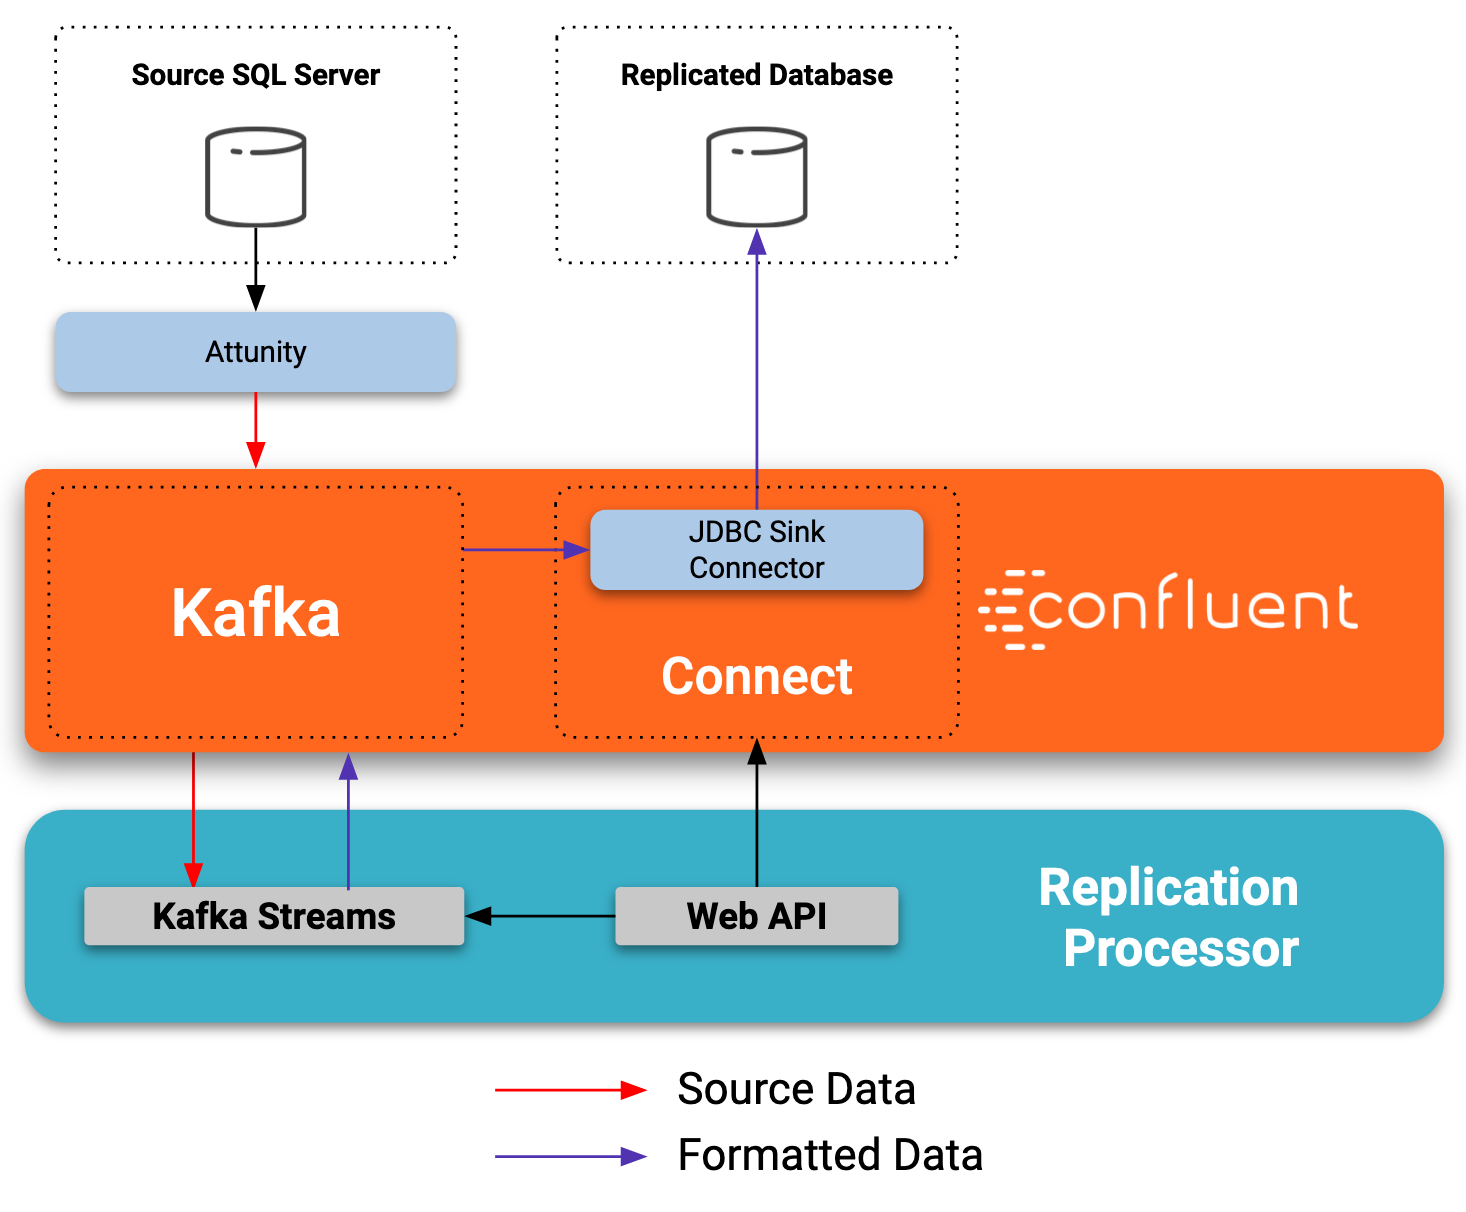 Source SQL Server
Replicated Database
Attunity
JDBC Sink
Connector
Kafka
confluent
Connect
Replication
Processor
Kafka Streams
Web API
Source Data
Formatted Data